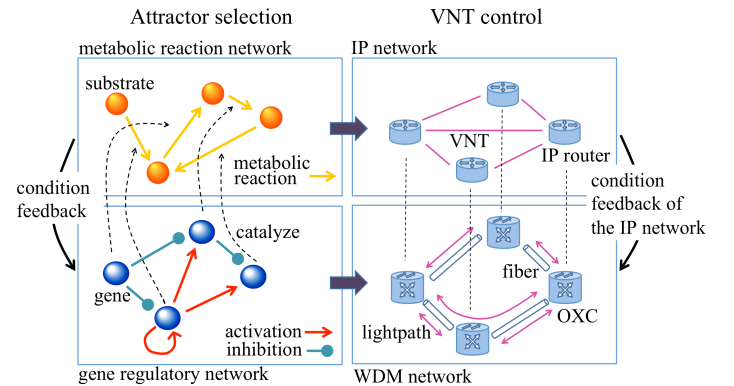 Attractor selection
VNT control
metabolic reaction network
IP network
substrate
VNT
IP router
metabolic
reaction
condition
feedback
condition
feedback of
the IP network
catalyze
gene
fiber
lightpath
OXC
activation
inhibition
gene regulatory network
WDM network